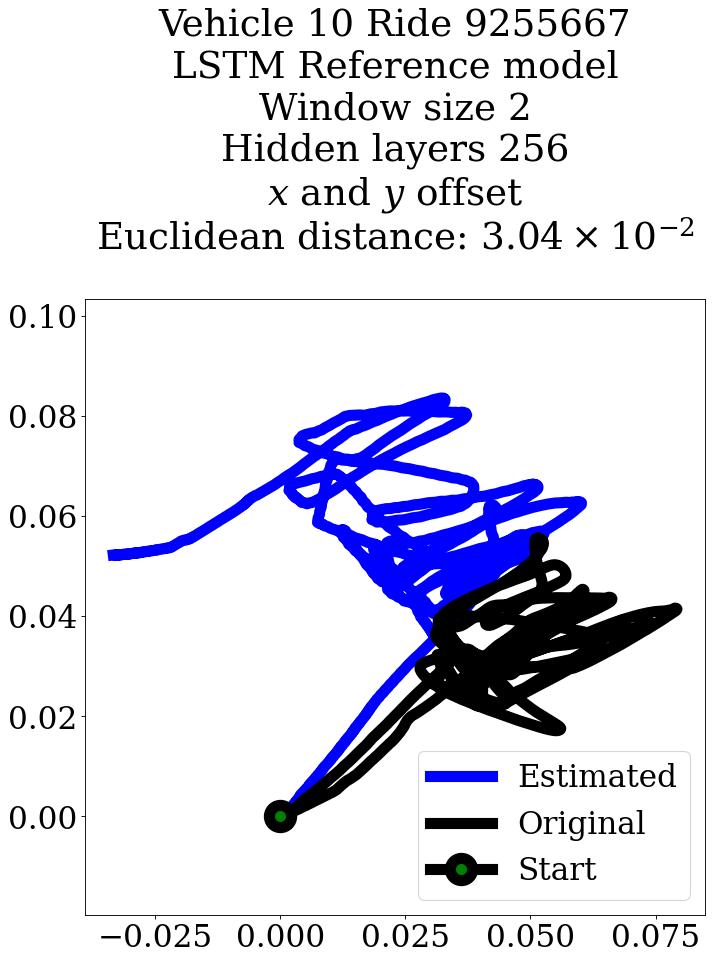 Vehicle 10 Ride 9255667
LSTM Reference model
Window size 2
Hidden layers 256
x and y offset
Euclidean distance: 3.04 × 10⁻²
0.10
0.08
0.06
0.04
0.02
0.00
Estimated
Original
Start
−0.025 0.000 0.025 0.050 0.075